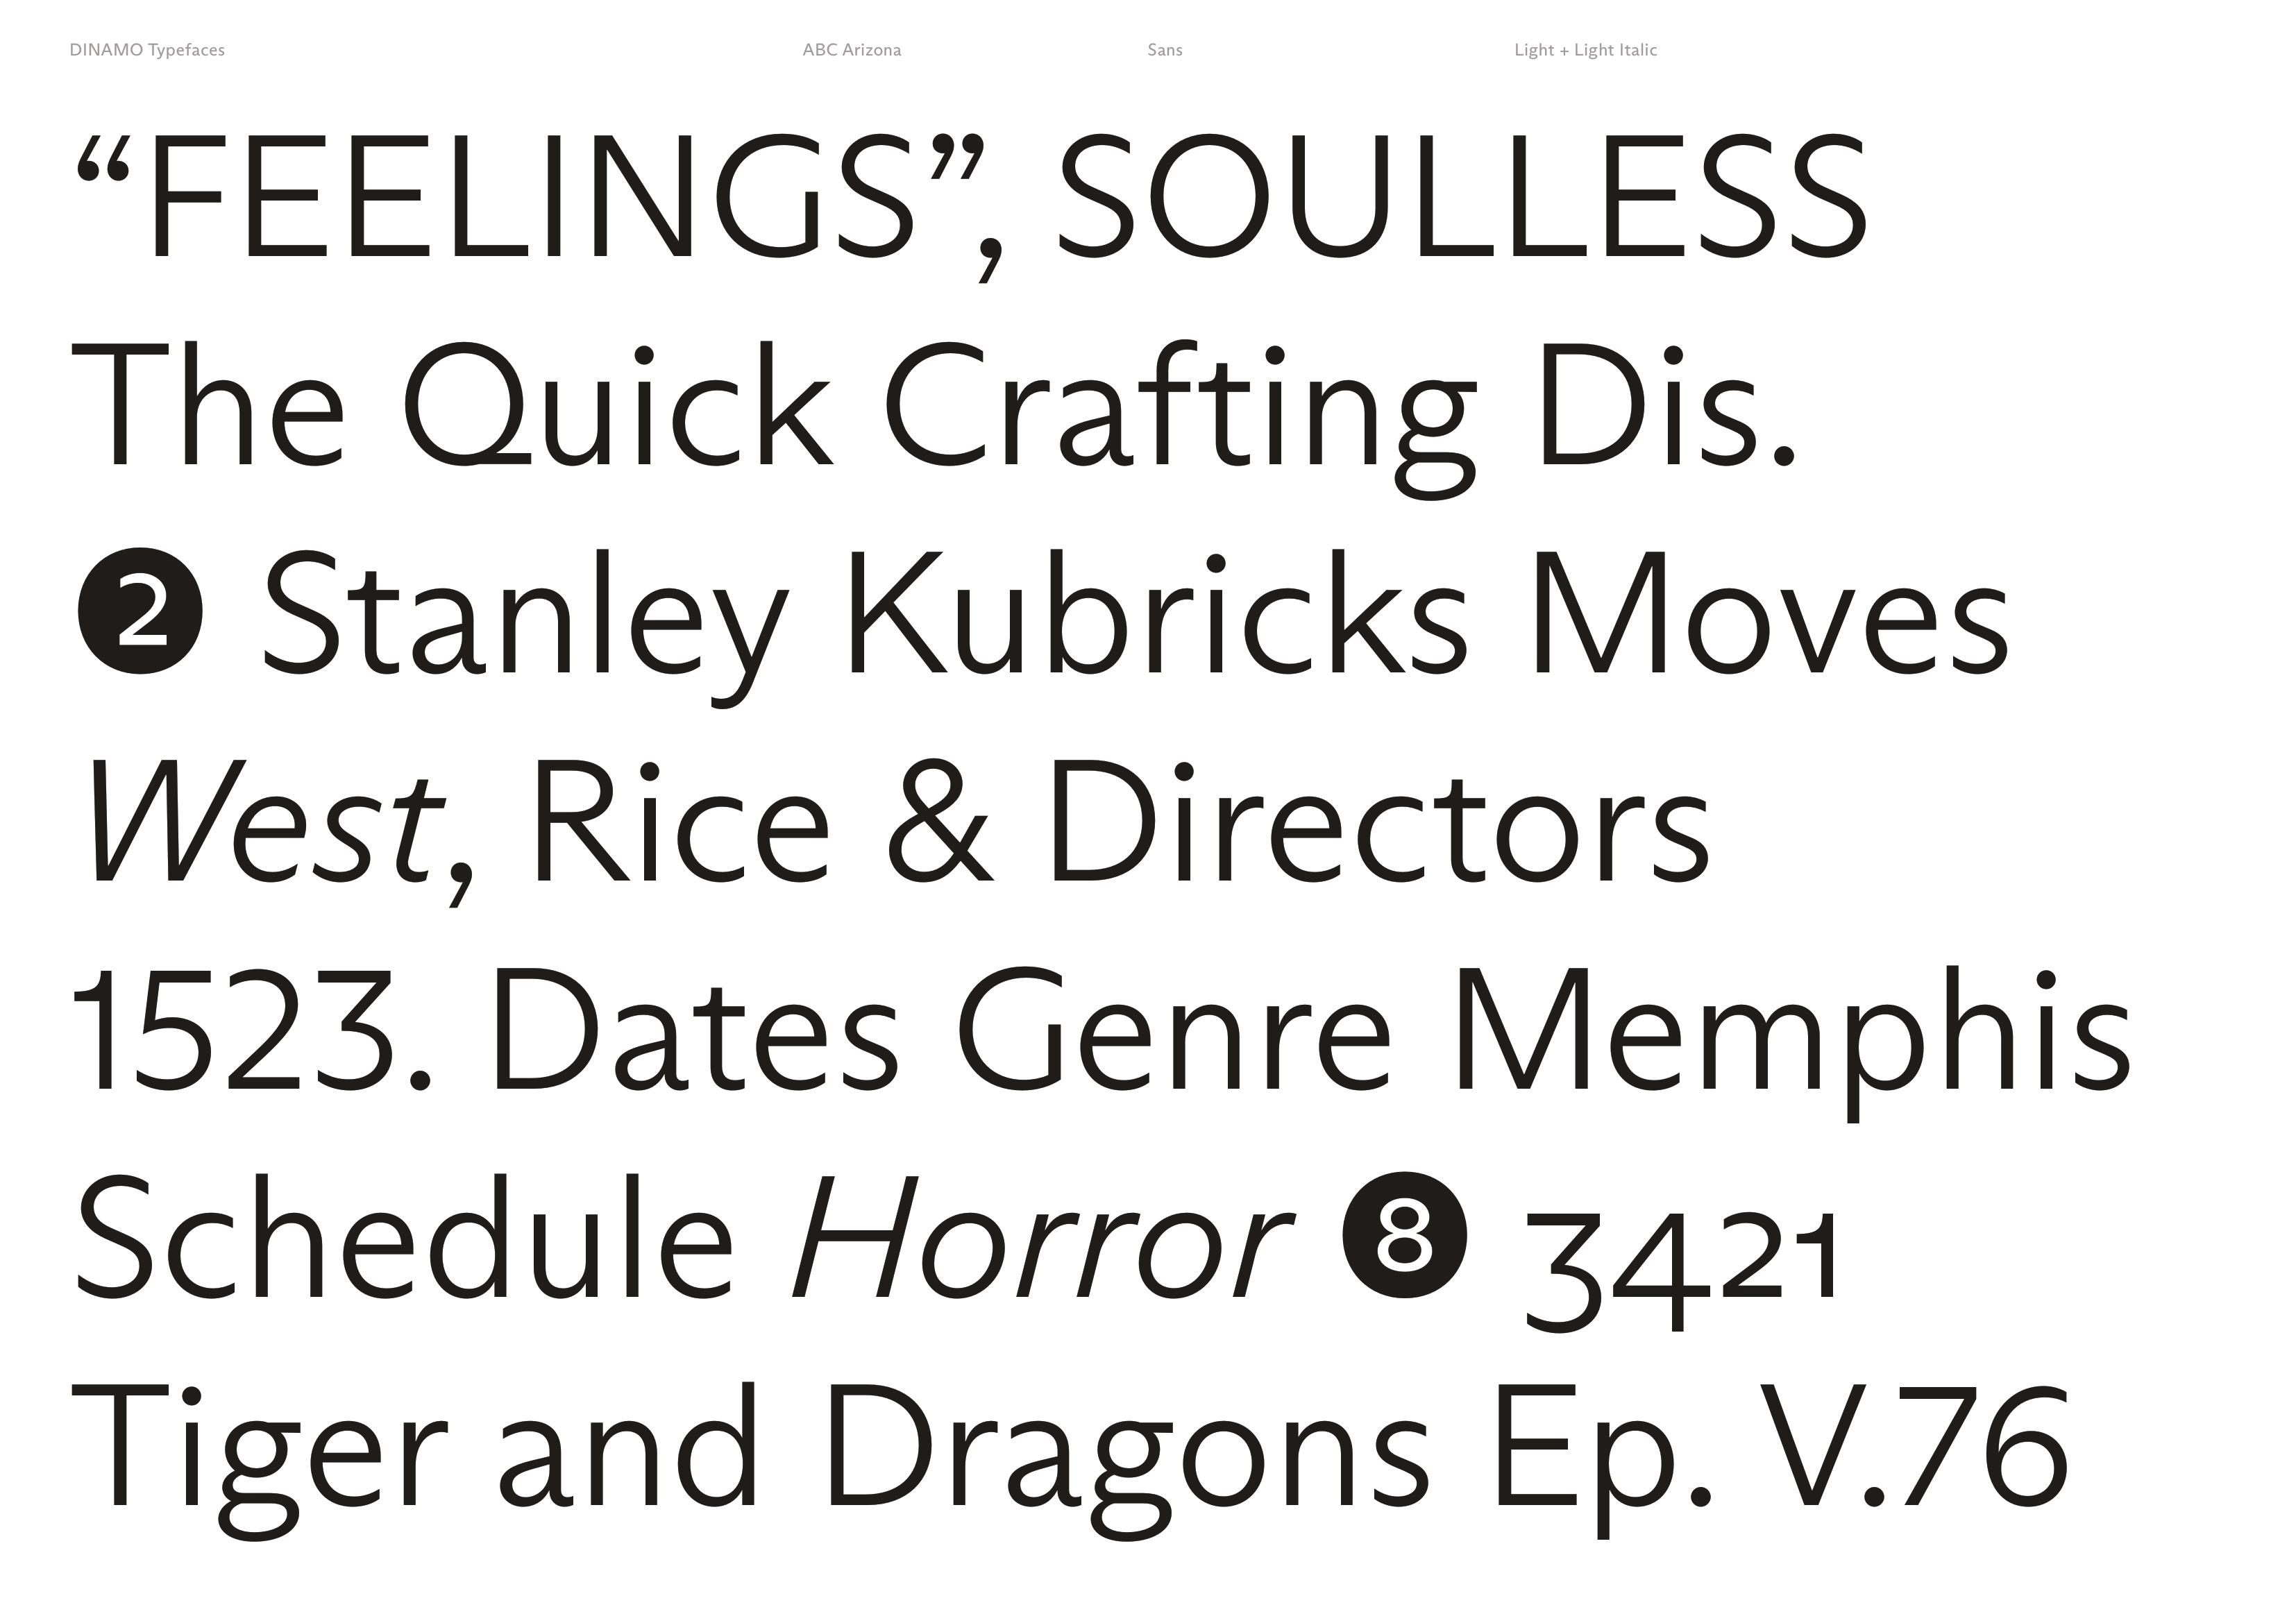 DINAMO Typefaces ABC Arizona Sans Light + Light Italic
“FEELINGS”, SOULLESS
The Quick Crafting Dis.
❷ Stanley Kubricks Moves
West, Rice & Directors
1523. Dates Genre Memphis
Schedule Horror ❽ 3421
Tiger and Dragons Ep. V.76